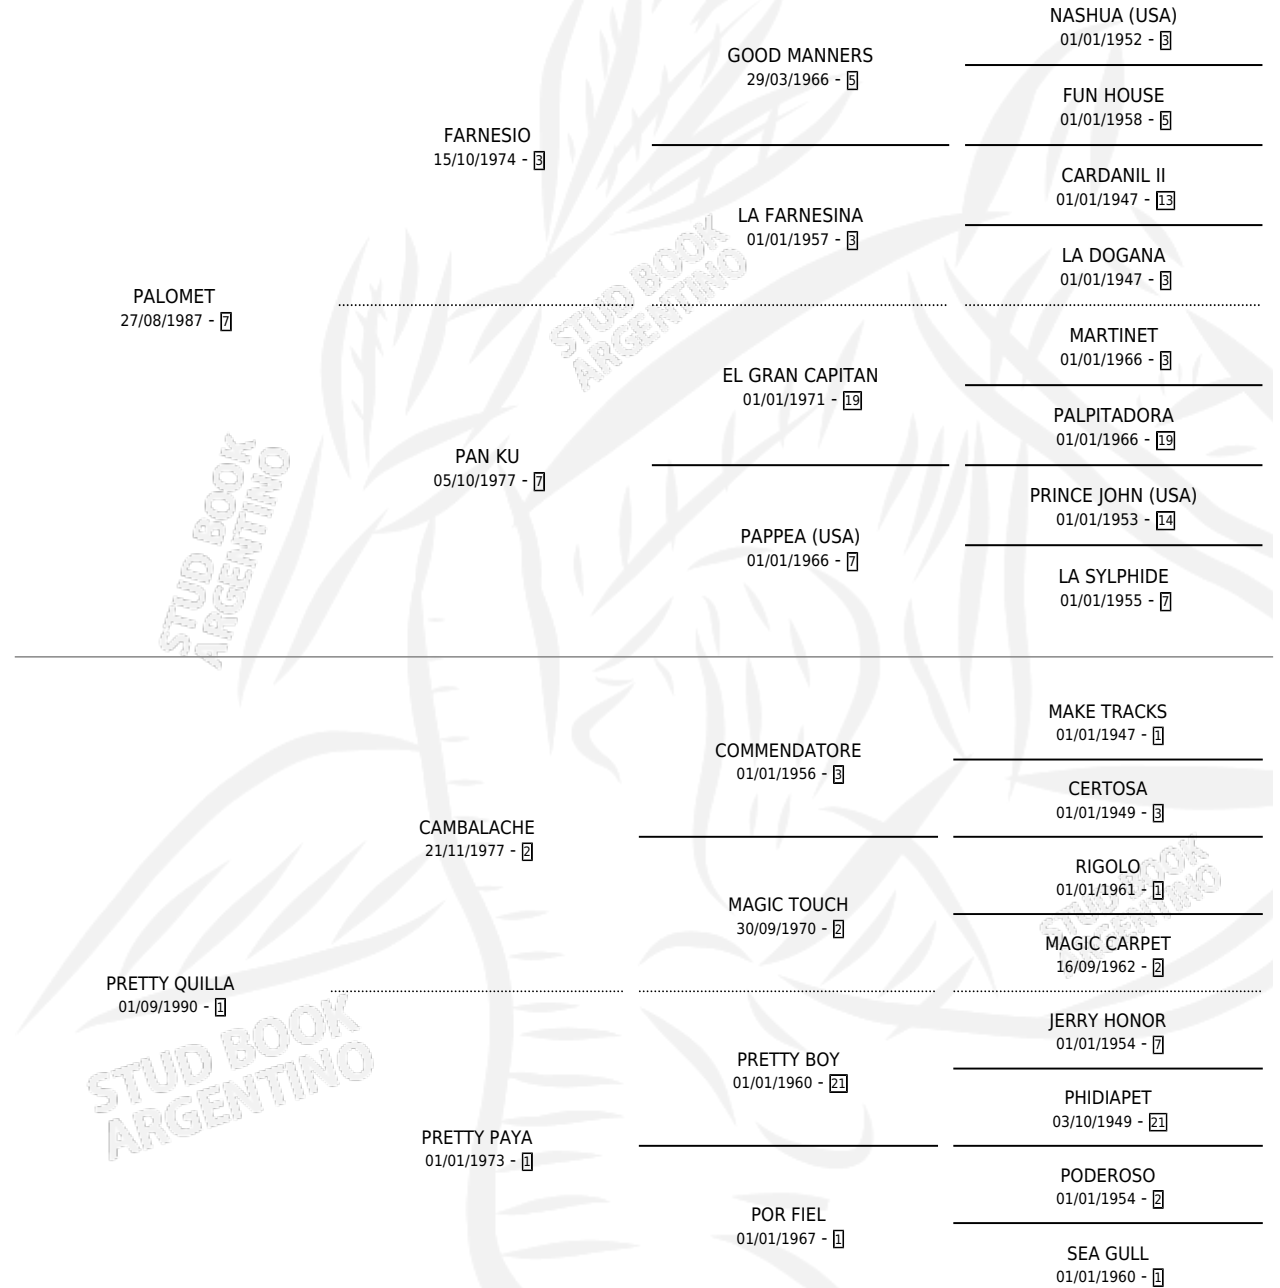 NASHUA (USA)
01/01/1952 - 3
GOOD MANNERS
29/03/1966 - 5
FUN HOUSE
01/01/1958 - 5
FARNESIO
15/10/1974 - 3
CARDANIL II
01/01/1947 - 13
LA FARNESINA
01/01/1957 - 3
LA DOGANA
01/01/1947 - 3
PALOMET
27/08/1987 - 7
MARTINET
01/01/1966 - 3
EL GRAN CAPITAN
01/01/1971 - 19
PALPITADORA
01/01/1966 - 19
PAN KU
05/10/1977 - 7
PRINCE JOHN (USA)
01/01/1953 - 14
PAPPEA (USA)
01/01/1966 - 7
LA SYLPHIDE
01/01/1955 - 7
MAKE TRACKS
01/01/1947 - 1
COMMENDATORE
01/01/1956 - 3
CERTOSA
01/01/1949 - 3
CAMBALACHE
21/11/1977 - 2
RIGOLO
01/01/1961 - 1
MAGIC TOUCH
30/09/1970 - 2
MAGIC CARPET
16/09/1962 - 2
PRETTY QUILLA
01/09/1990 - 1
JERRY HONOR
01/01/1954 - 7
PRETTY BOY
01/01/1960 - 21
PHIDIAPET
03/10/1949 - 21
PRETTY PAYA
01/01/1973 - 1
PODEROSO
01/01/1954 - 2
POR FIEL
01/01/1967 - 1
SEA GULL
01/01/1960 - 1
STUD BOOK
ARGENTINO
STUD BOOK
ARGENTINO
STUD BOOK
ARGENTINO
STUD BOOK
ARGENTINO